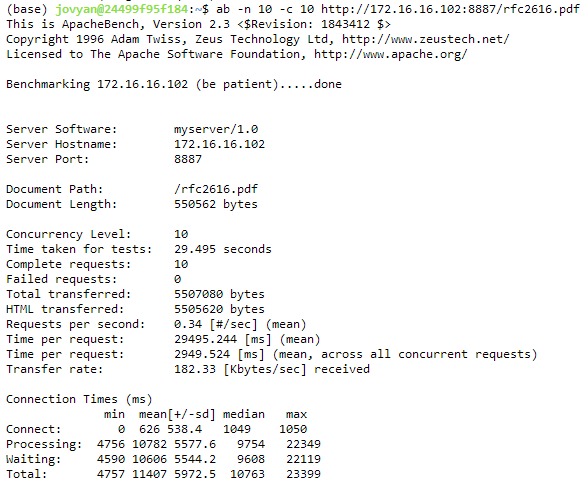 (base) jovyan@24499f95f184:~$ ab -n 10 -c 10 http://172.16.16.102:8887/rfc2616.pdf
This is ApacheBench, Version 2.3 <$Revision: 1843412 $>
Copyright 1996 Adam Twiss, Zeus Technology Ltd, http://www.zeustech.net/
Licensed to The Apache Software Foundation, http://www.apache.org/
Benchmarking 172.16.16.102 (be patient).....done
Server Software:        myserver/1.0
Server Hostname:        172.16.16.102
Server Port:            8887
Document Path:          /rfc2616.pdf
Document Length:        550562 bytes
Concurrency Level:      10
Time taken for tests:   29.495 seconds
Complete requests:      10
Failed requests:        0
Total transferred:      5507080 bytes
HTML transferred:       5505620 bytes
Requests per second:    0.34 [#/sec] (mean)
Time per request:       29495.244 [ms] (mean)
Time per request:       2949.524 [ms] (mean, across all concurrent requests)
Transfer rate:          182.33 [Kbytes/sec] received
Connection Times (ms)
              min  mean[+/-sd] median   max
Connect:        0  626 538.4   1049    1050
Processing:  4756 10782 5577.6   9754   22349
Waiting:     4590 10606 5544.2   9608   22119
Total:       4757 11407 5972.5  10763   23399